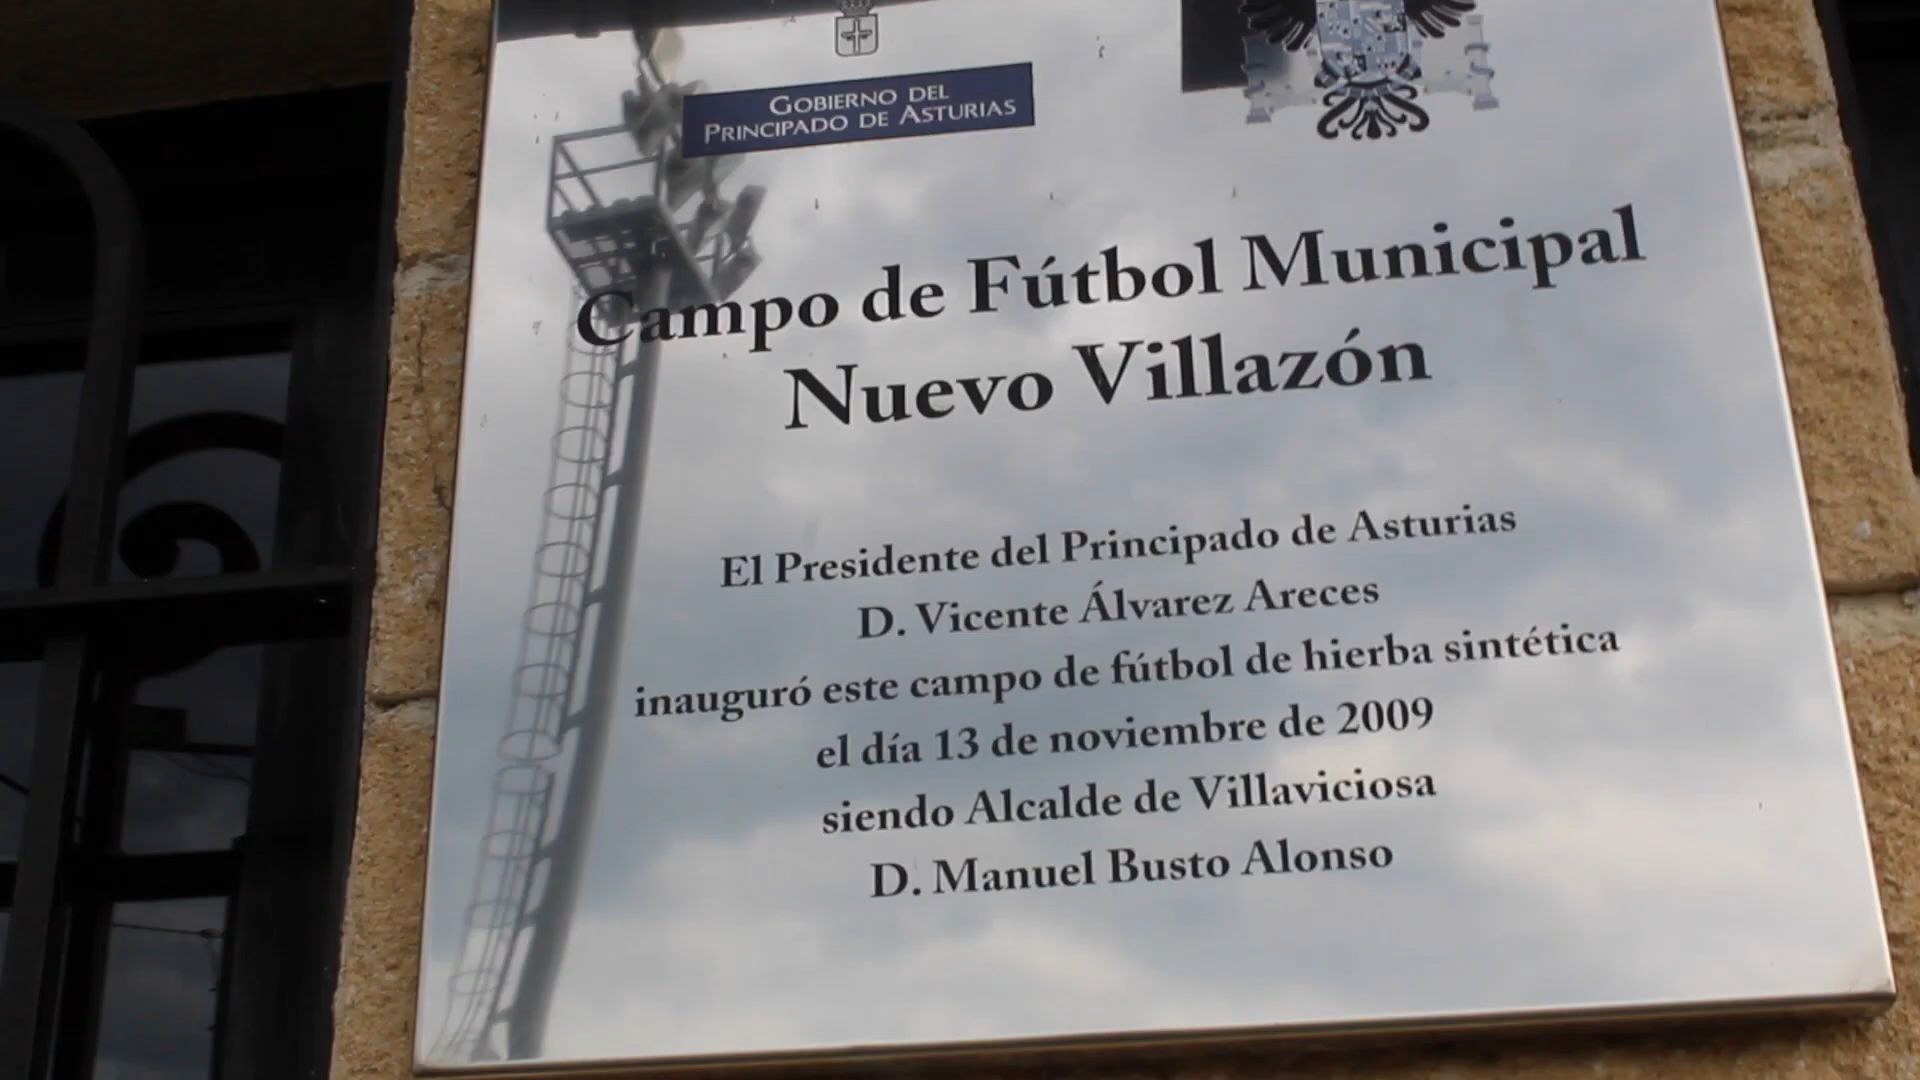 GOBIERNO DEL
PRINCIPADO DE ASTURIAS
Campo de Fútbol Municipal
Nuevo Villazón
El Presidente del Principado de Asturias
D. Vicente Álvarez Areces
inauguró este campo de fútbol de hierba sintética
el día 13 de noviembre de 2009
siendo Alcalde de Villaviciosa
D. Manuel Busto Alonso